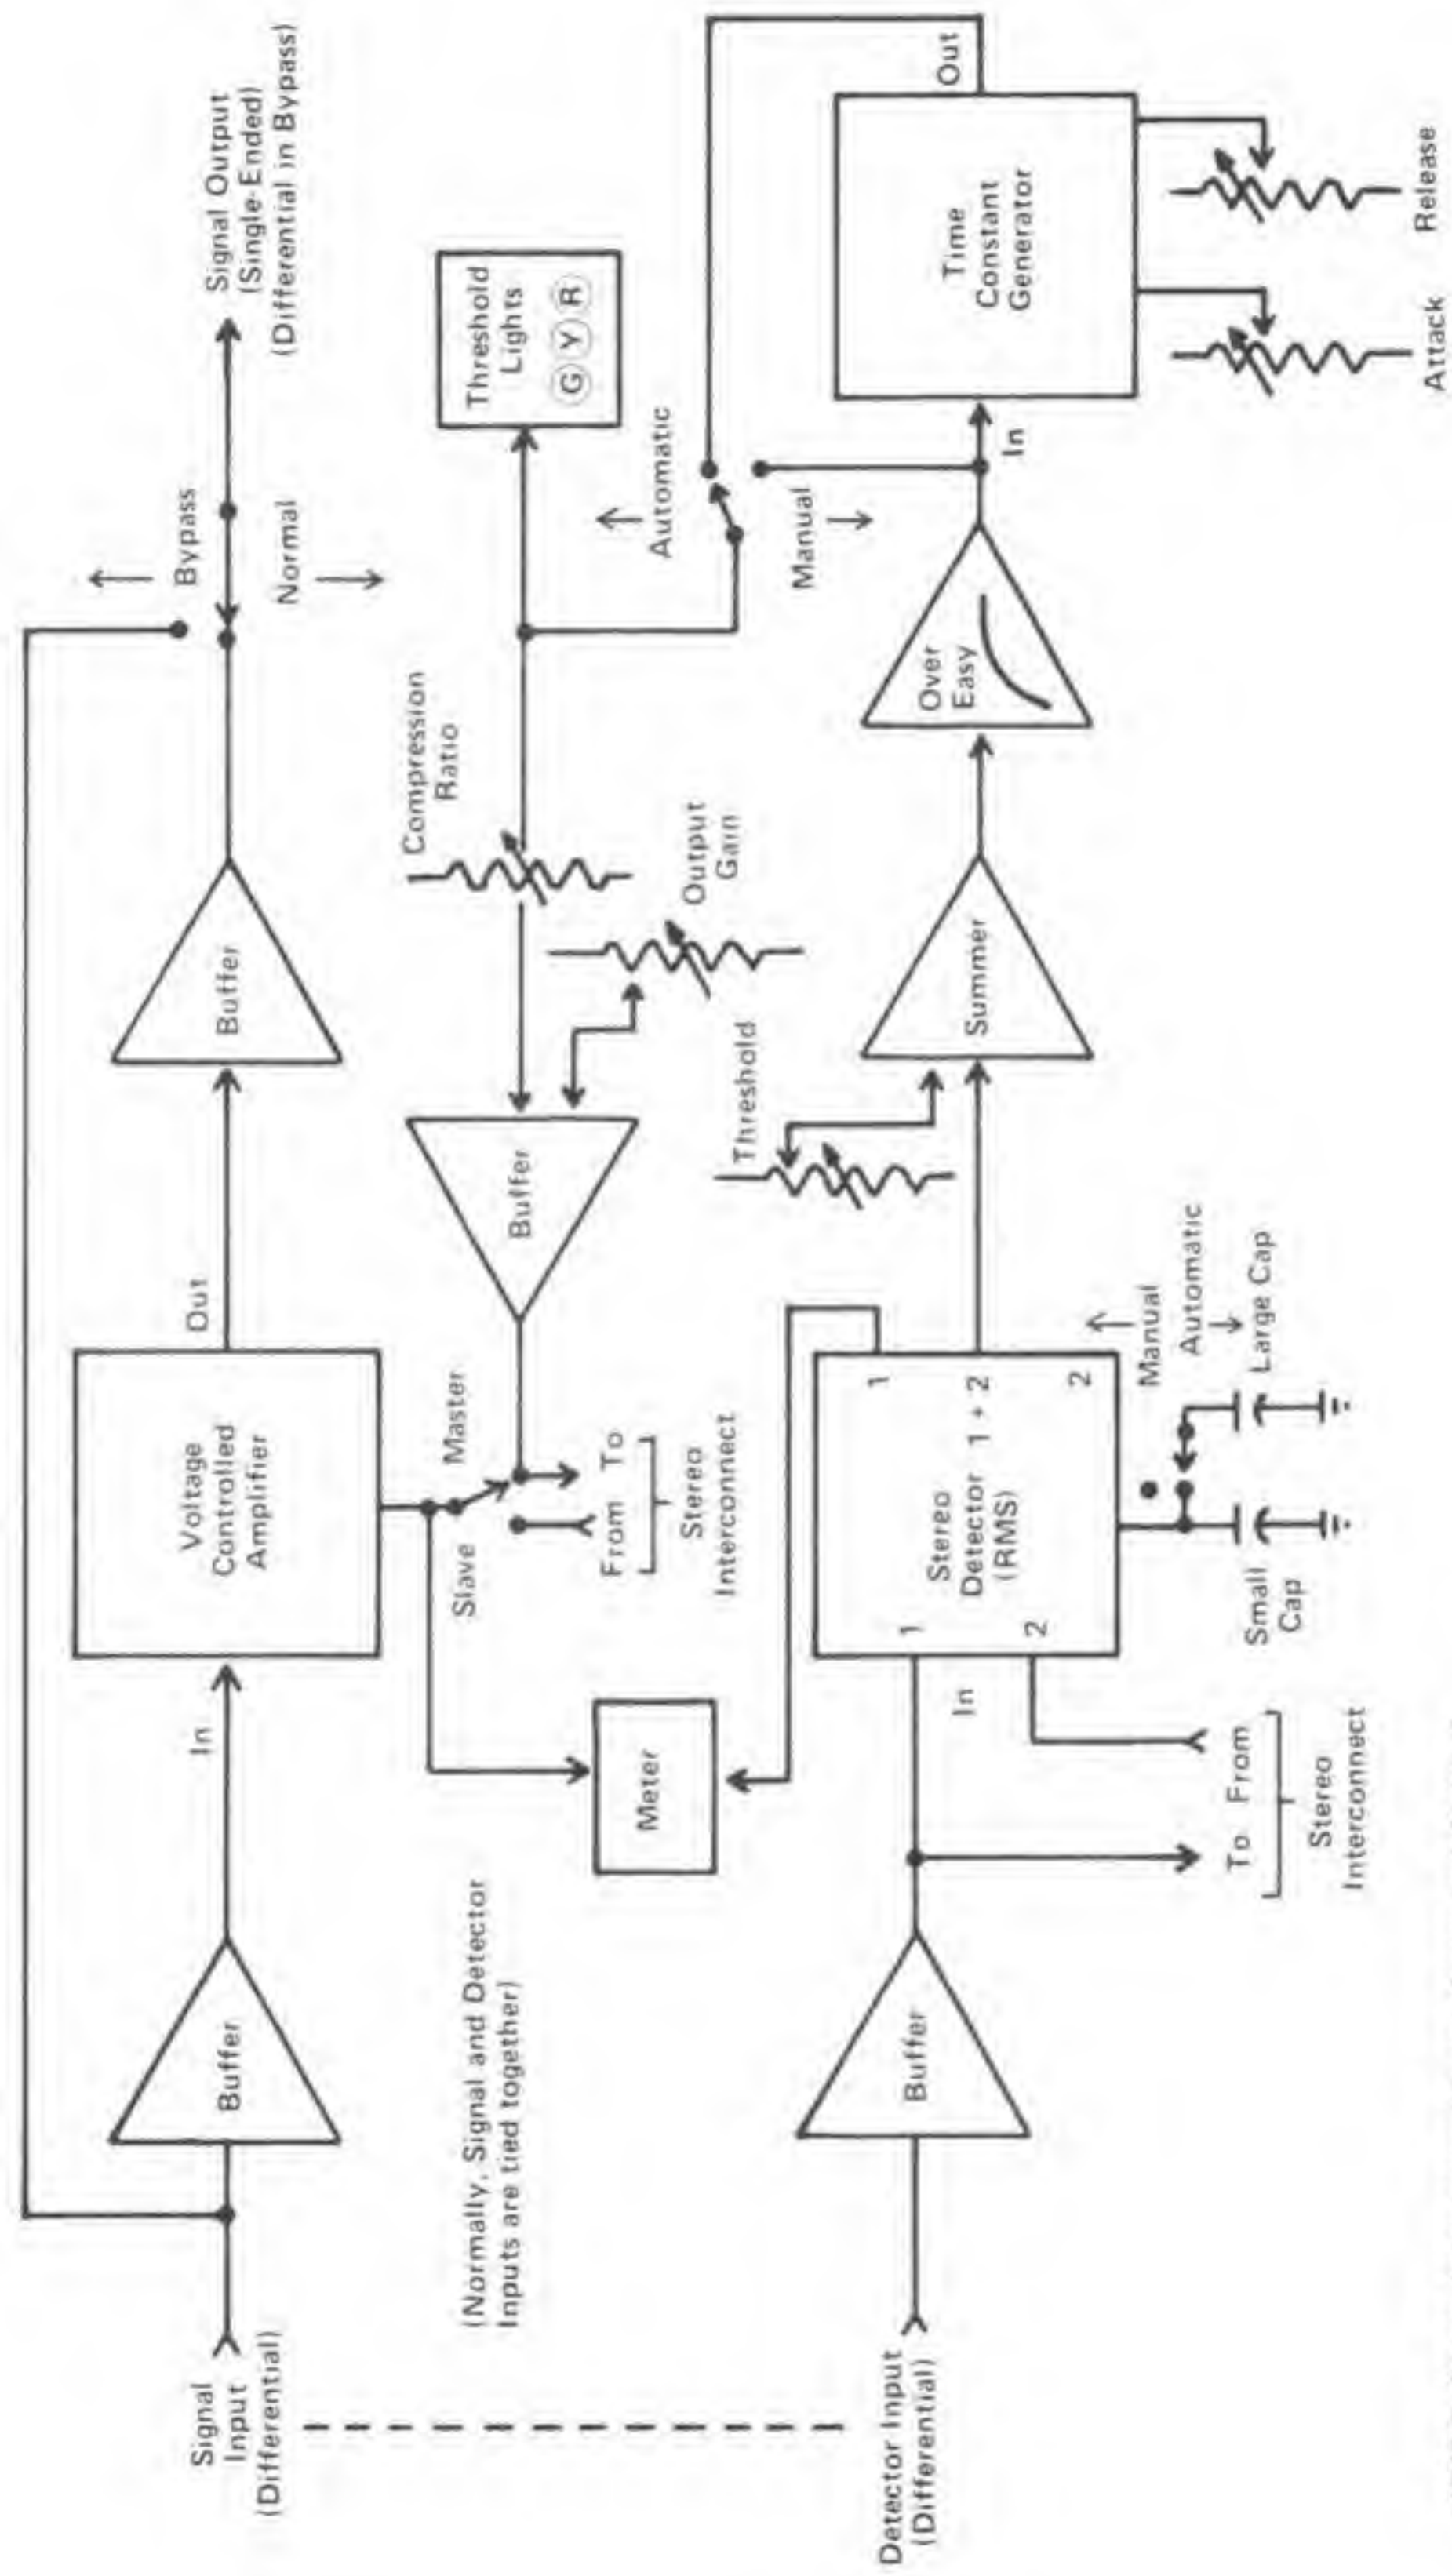 Signal
Input
(Differential)
Buffer
In
Voltage
Controlled
Amplifier
Out
Buffer
Bypass
Normal
Signal Output
(Single-Ended)
(Differential in Bypass)
(Normally, Signal and Detector
Inputs are tied together)
Meter
Slave
Master
From To
Stereo
Interconnect
Buffer
Compression
Ratio
Output
Gain
Threshold
Lights
G Y R
Automatic
Manual
Detector Input
(Differential)
Buffer
To From
Stereo
Interconnect
In
1
2
Stereo
Detector
(RMS)
1
1 + 2
2
Small
Cap
Manual
Automatic
Large Cap
Threshold
Summer
Over
Easy
In
Time
Constant
Generator
Out
Attack
Release